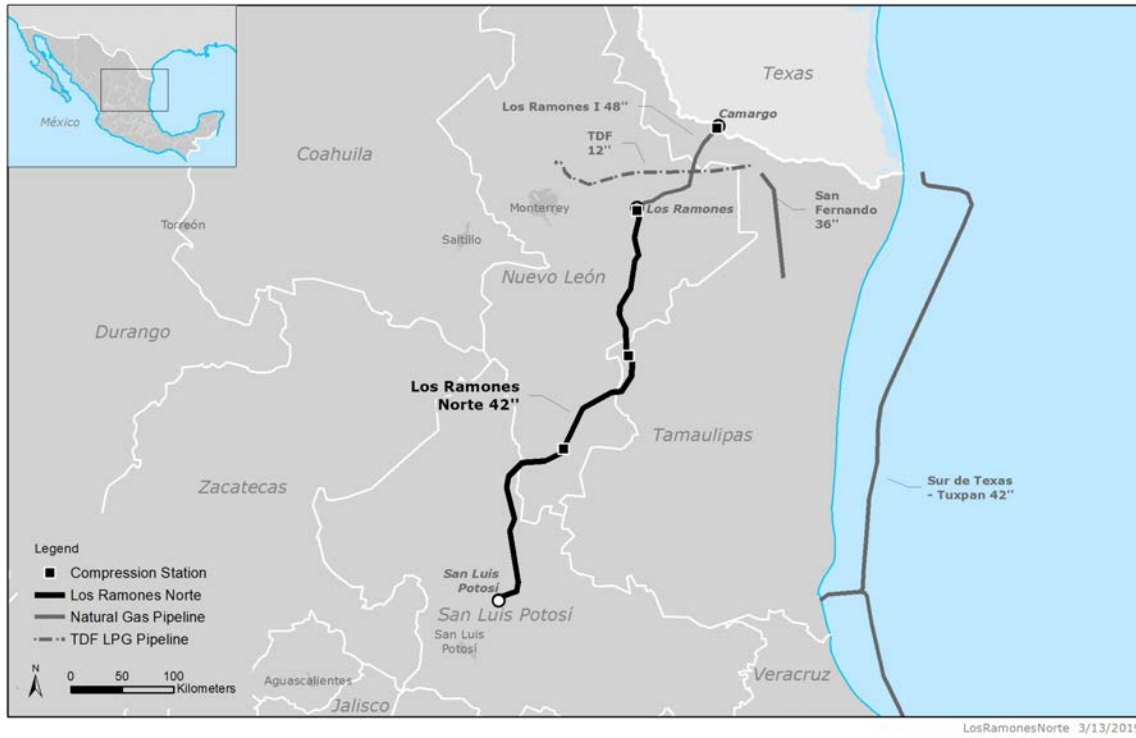 México
Texas
Los Ramones I 48"
Camargo
TDF
12"
Coahuila
San
Fernando
36"
Monterrey
Los Ramones
Torreón
Saltillo
Nuevo León
Durango
Los Ramones
Norte 42"
Tamaulipas
Zacatecas
Sur de Texas
- Tuxpan 42"
Legend
Compression Station
Los Ramones Norte
Natural Gas Pipeline
TDF LPG Pipeline
N
0 50 100
Kilometers
San Luis
Potosí
San Luis Potosí
San Luis
Potosí
Aguascalientes
Jalisco
Veracruz
LosRamonesNorte 3/13/2019